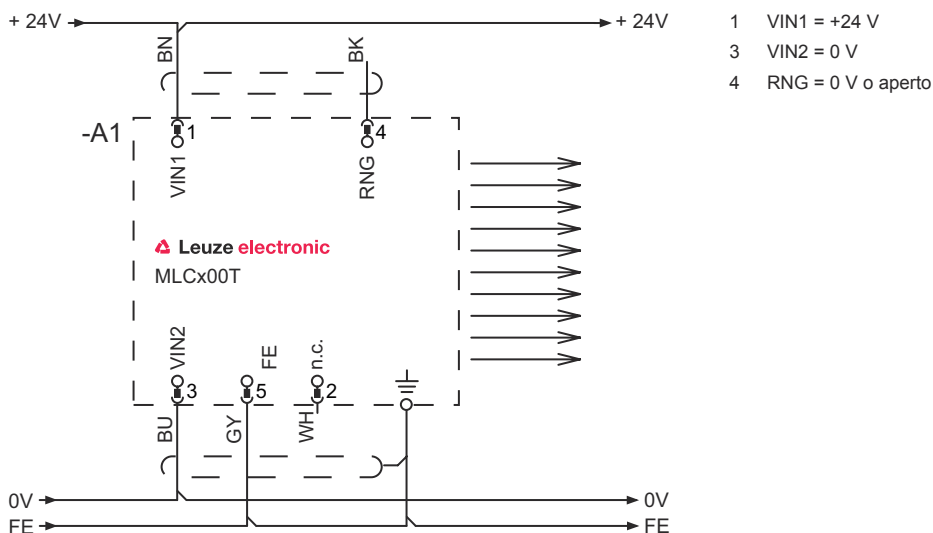 + 24V
+ 24V
1 VIN1 = +24 V
3 VIN2 = 0 V
4 RNG = 0 V o aperto
BN
BK
-A1
1
4
VIN1
RNG
Leuze electronic
MLCx00T
VIN2
FE
n.c.
3
5
2
BU
GY
WH
0V
0V
FE
FE